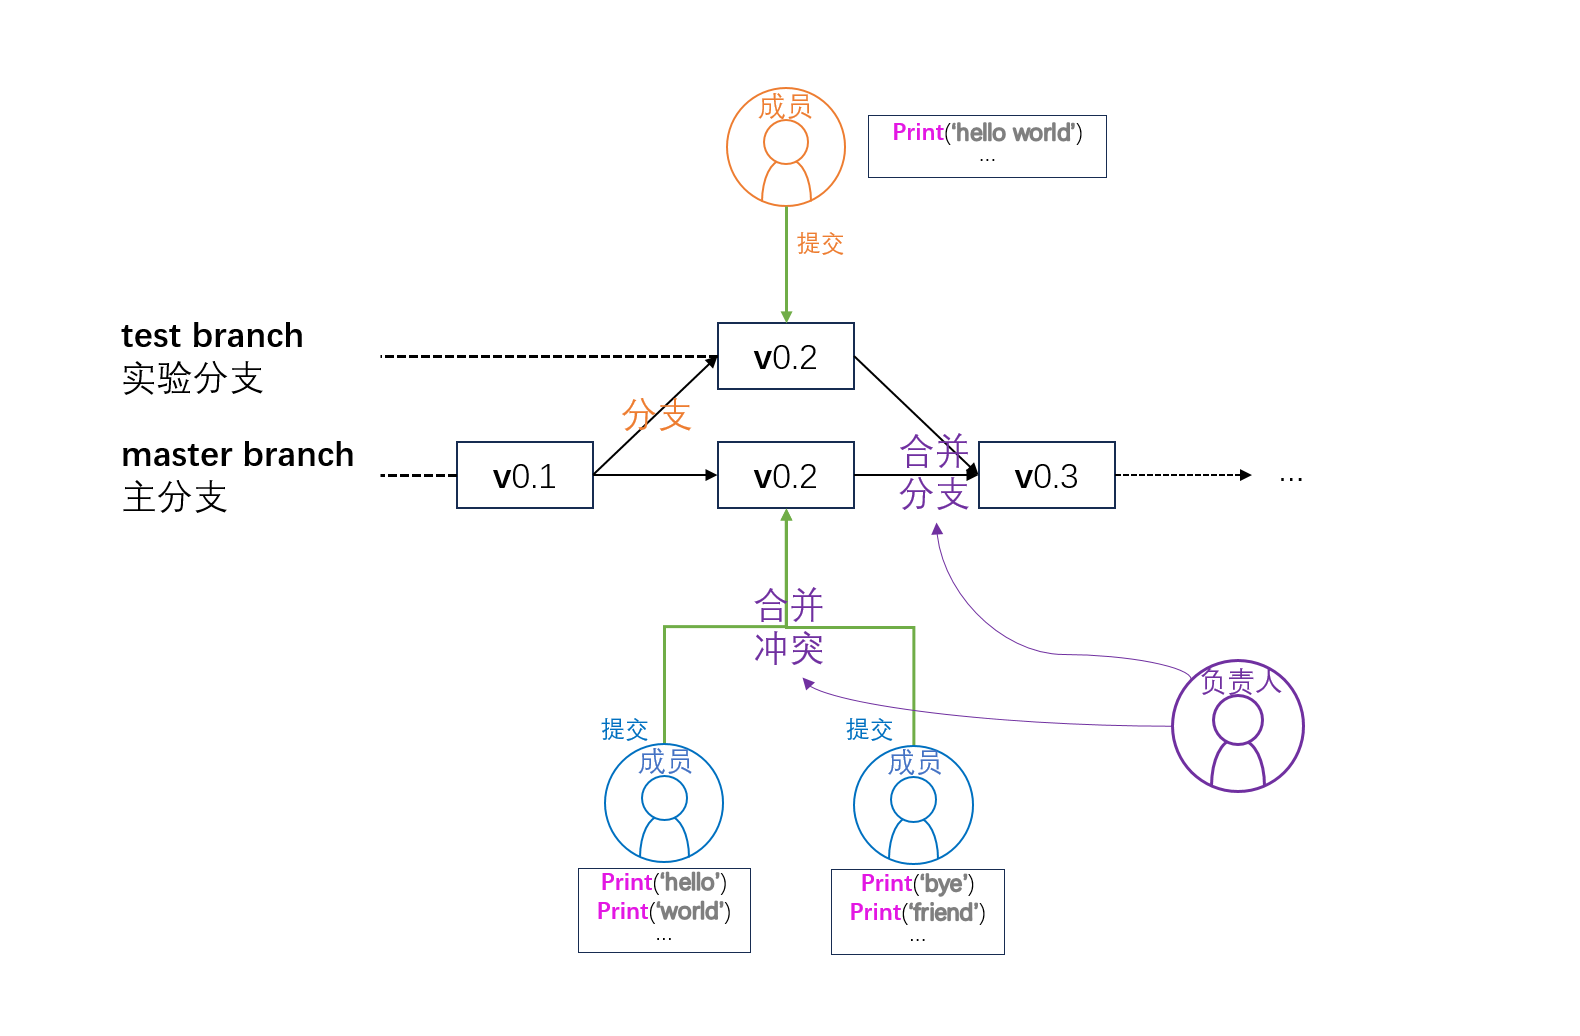 成员
Print(‘hello world’)
...
提交
test branch
实验分支
v0.2
分支
master branch
主分支
v0.1
v0.2
合并
分支
v0.3
...
合并
冲突
负责人
提交
成员
Print(‘hello’)
Print(‘world’)
...
提交
成员
Print(‘bye’)
Print(‘friend’)
...